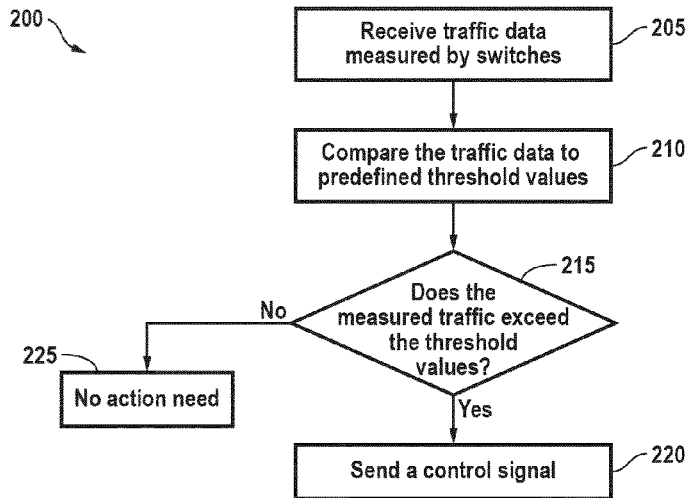 200
Receive traffic data
measured by switches
205
Compare the traffic data to
predefined threshold values
210
215
Does the
measured traffic exceed
the threshold
values?
No
225
No action need
Yes
Send a control signal
220